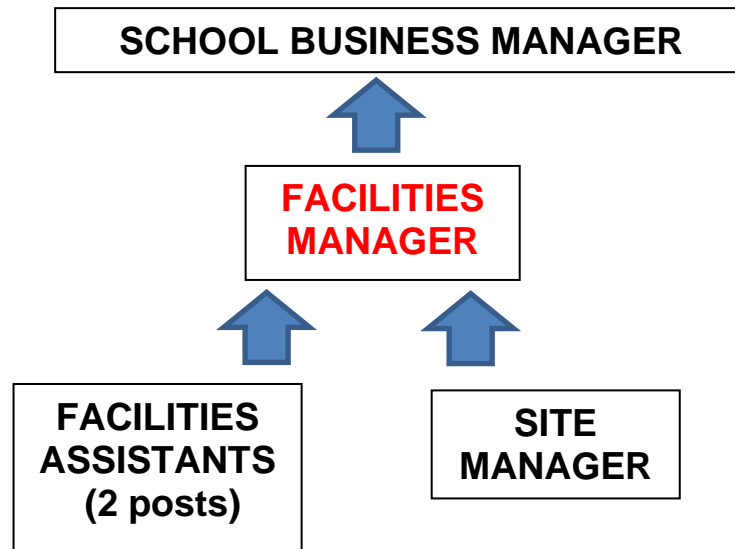 SCHOOL BUSINESS MANAGER
FACILITIES
MANAGER
FACILITIES
ASSISTANTS
(2 posts)
SITE
MANAGER